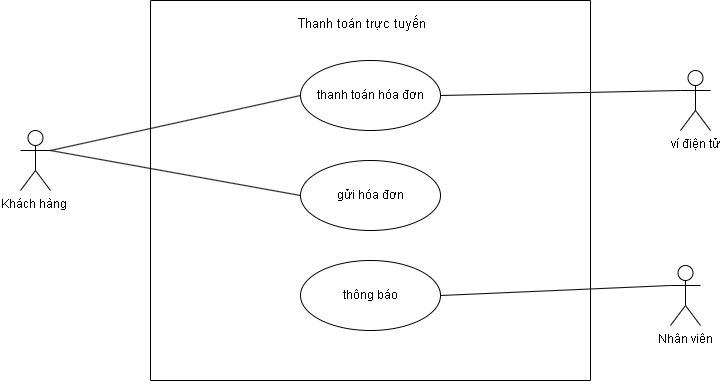 Thanh toán trực tuyến
thanh toán hóa đơn
ví điện tử
Khách hàng
gửi hóa đơn
thông báo
Nhân viên